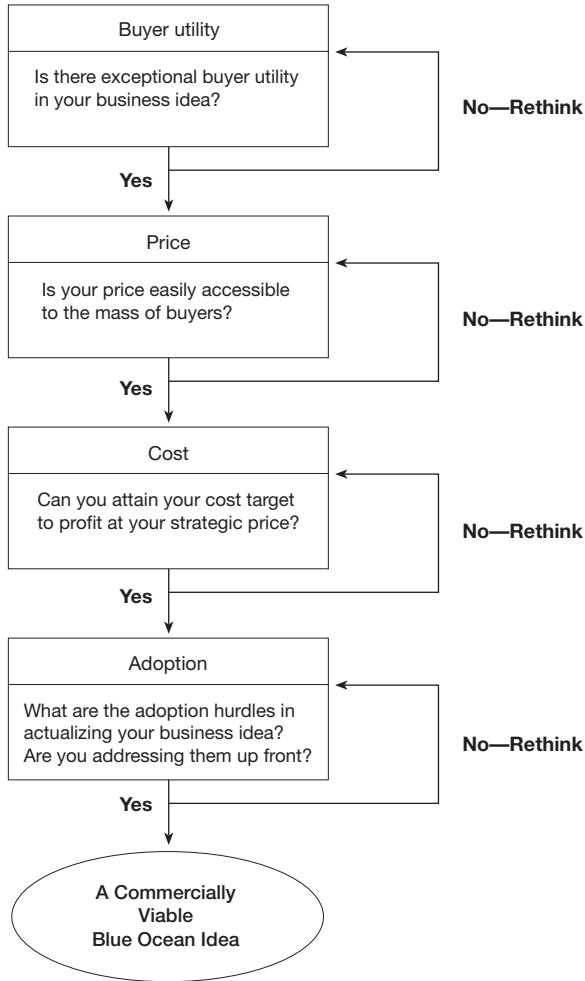 Buyer utility
Is there exceptional buyer utility
in your business idea?
No—Rethink
Yes
Price
Is your price easily accessible
to the mass of buyers?
No—Rethink
Yes
Cost
Can you attain your cost target
to profit at your strategic price?
No—Rethink
Yes
Adoption
What are the adoption hurdles in
actualizing your business idea?
Are you addressing them up front?
No—Rethink
Yes
A Commercially
Viable
Blue Ocean Idea